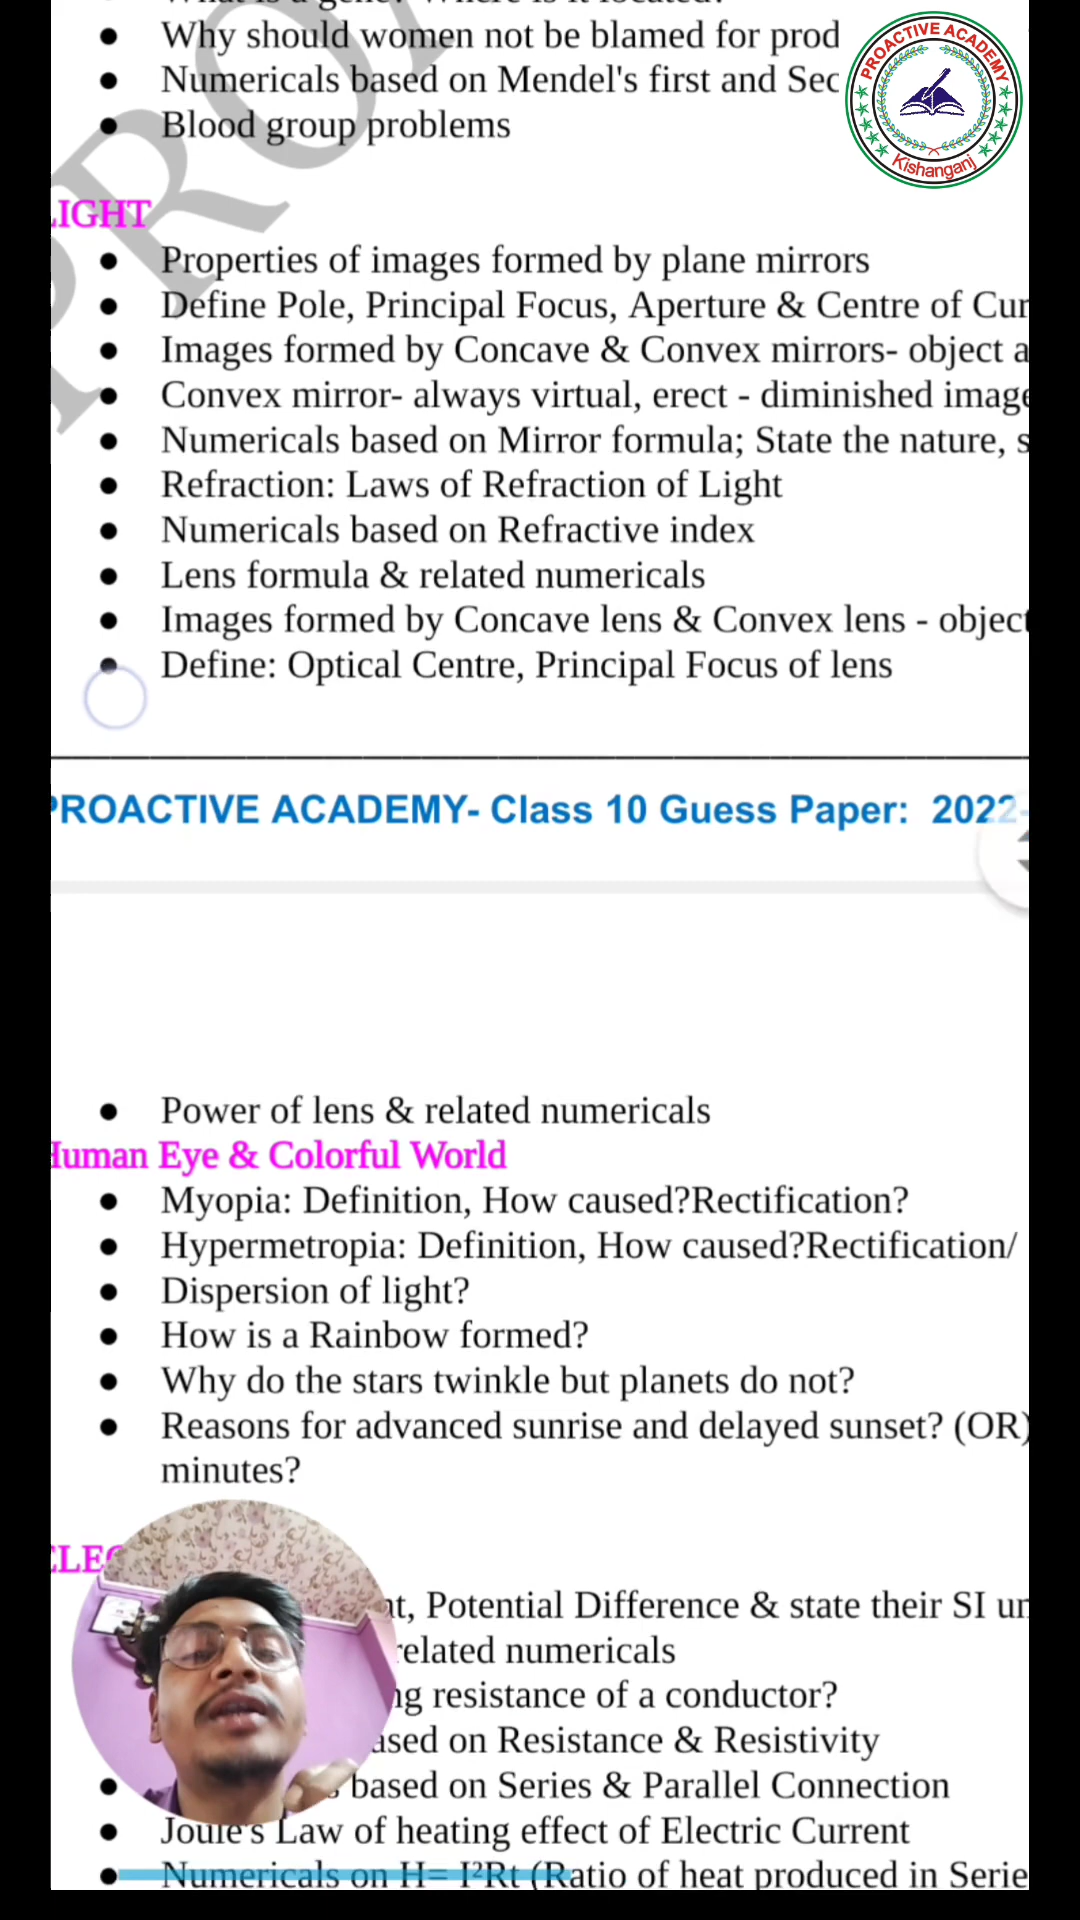 Why should women not be blamed for prod
Numericals based on Mendel's first and Sec
Blood group problems
PROACTIVE ACADEMY
Kishanganj
LIGHT
Properties of images formed by plane mirrors
Define Pole, Principal Focus, Aperture & Centre of Cur
Images formed by Concave & Convex mirrors- object a
Convex mirror- always virtual, erect - diminished image
Numericals based on Mirror formula; State the nature, s
Refraction: Laws of Refraction of Light
Numericals based on Refractive index
Lens formula & related numericals
Images formed by Concave lens & Convex lens - object
Define: Optical Centre, Principal Focus of lens
PROACTIVE ACADEMY- Class 10 Guess Paper: 2022-
Power of lens & related numericals
Human Eye & Colorful World
Myopia: Definition, How caused?Rectification?
Hypermetropia: Definition, How caused?Rectification/
Dispersion of light?
How is a Rainbow formed?
Why do the stars twinkle but planets do not?
Reasons for advanced sunrise and delayed sunset? (OR)
minutes?
ELEC
nt, Potential Difference & state their SI un
related numericals
ng resistance of a conductor?
ased on Resistance & Resistivity
based on Series & Parallel Connection
Joule's Law of heating effect of Electric Current
Numericals on H= I²Rt (Ratio of heat produced in Serie